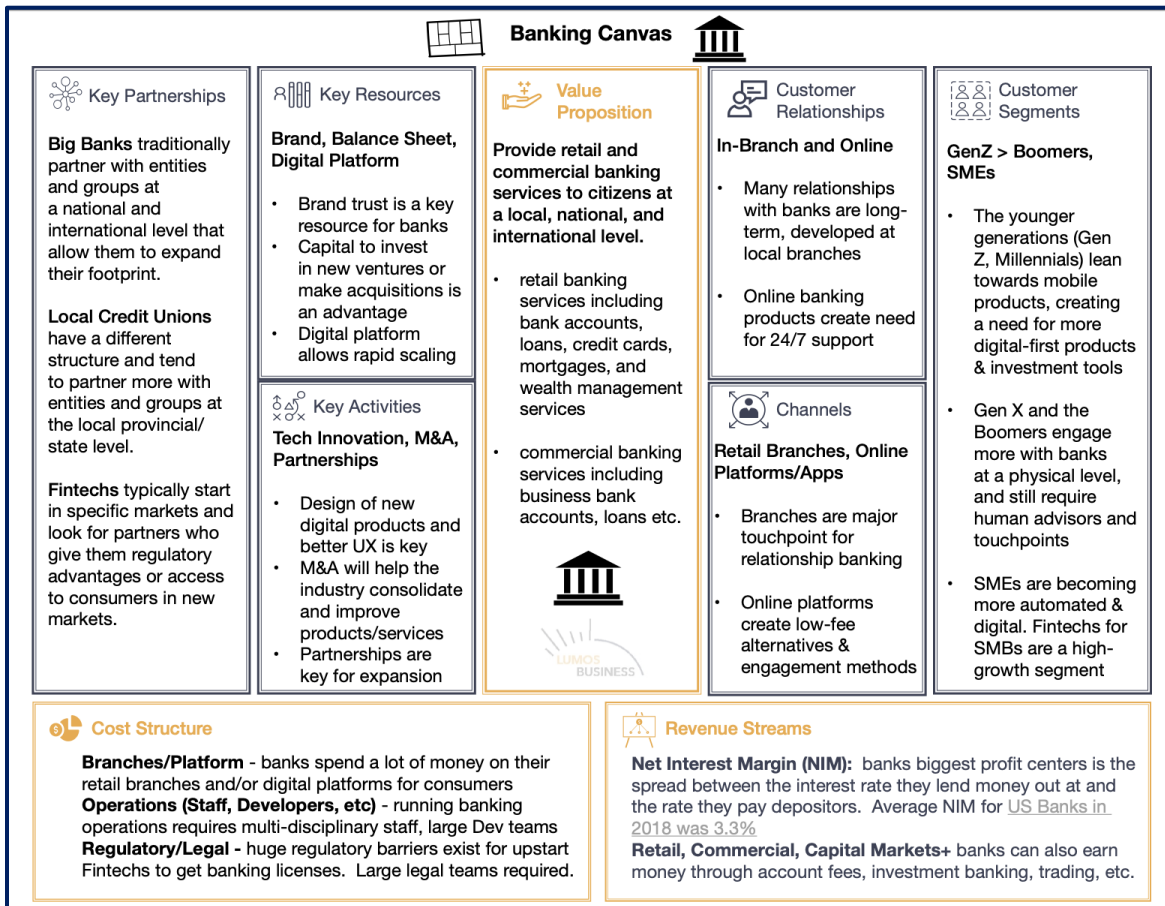 Banking Canvas
Key Partnerships
Big Banks traditionally
partner with entities
and groups at
a national and
international level that
allow them to expand
their footprint.
Local Credit Unions
have a different
structure and tend
to partner more with
entities and groups at
the local provincial/
state level.
Fintechs typically start
in specific markets and
look for partners who
give them regulatory
advantages or access
to consumers in new
markets.
Key Resources
Brand, Balance Sheet,
Digital Platform
• Brand trust is a key
resource for banks
• Capital to invest
in new ventures or
make acquisitions is
an advantage
• Digital platform
allows rapid scaling
Key Activities
Tech Innovation, M&A,
Partnerships
• Design of new
digital products and
better UX is key
• M&A will help the
industry consolidate
and improve
products/services
• Partnerships are
key for expansion
Value
Proposition
Provide retail and
commercial banking
services to citizens at
a local, national, and
international level.
• retail banking
services including
bank accounts,
loans, credit cards,
mortgages, and
wealth management
services
• commercial banking
services including
business bank
accounts, loans etc.
LUMOS
BUSINESS
Customer
Relationships
In-Branch and Online
• Many relationships
with banks are long-
term, developed at
local branches
• Online banking
products create need
for 24/7 support
Channels
Retail Branches, Online
Platforms/Apps
• Branches are major
touchpoint for
relationship banking
• Online platforms
create low-fee
alternatives &
engagement methods
Customer
Segments
GenZ > Boomers,
SMEs
• The younger
generations (Gen
Z, Millennials) lean
towards mobile
products, creating
a need for more
digital-first products
& investment tools
• Gen X and the
Boomers engage
more with banks
at a physical level,
and still require
human advisors and
touchpoints
• SMEs are becoming
more automated &
digital. Fintechs for
SMBs are a high-
growth segment
Cost Structure
Branches/Platform - banks spend a lot of money on their
retail branches and/or digital platforms for consumers
Operations (Staff, Developers, etc) - running banking
operations requires multi-disciplinary staff, large Dev teams
Regulatory/Legal - huge regulatory barriers exist for upstart
Fintechs to get banking licenses. Large legal teams required.
Revenue Streams
Net Interest Margin (NIM): banks biggest profit centers is the
spread between the interest rate they lend money out at and
the rate they pay depositors. Average NIM for US Banks in
2018 was 3.3%
Retail, Commercial, Capital Markets+ banks can also earn
money through account fees, investment banking, trading, etc.